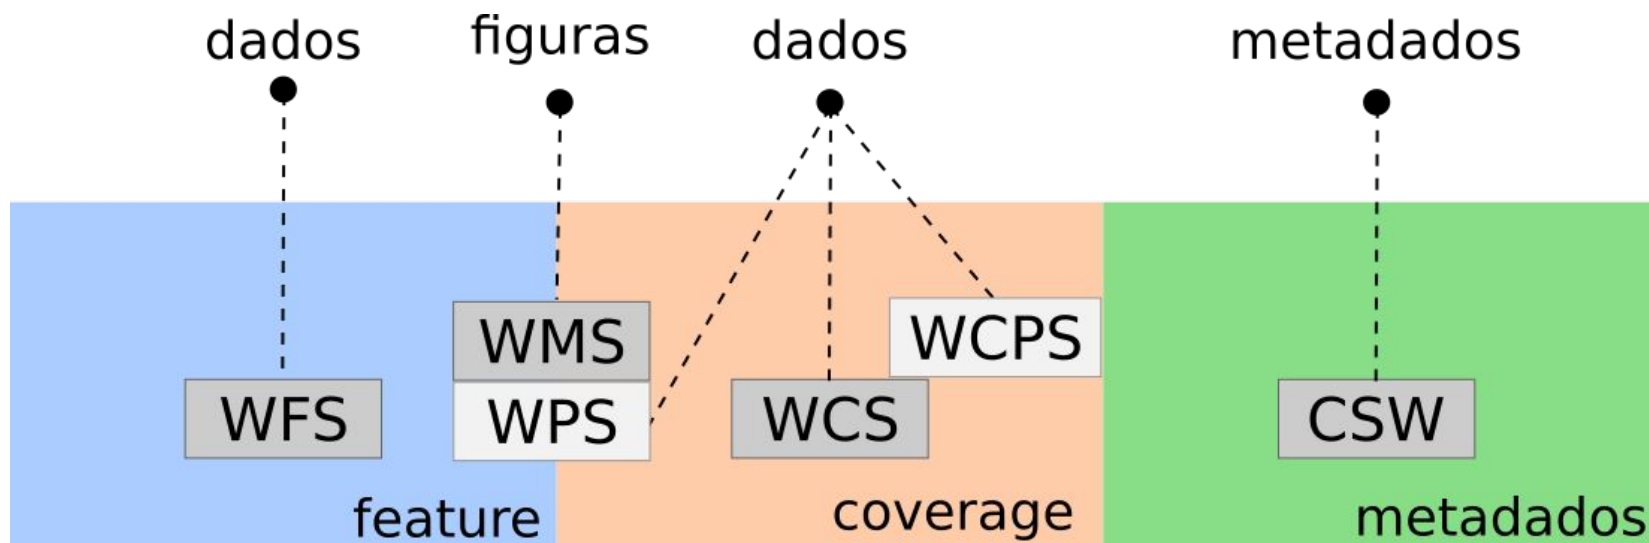 dados
figuras
dados
metadados
WMS
WCPS
WFS
WPS
WCS
CSW
feature
coverage
metadados